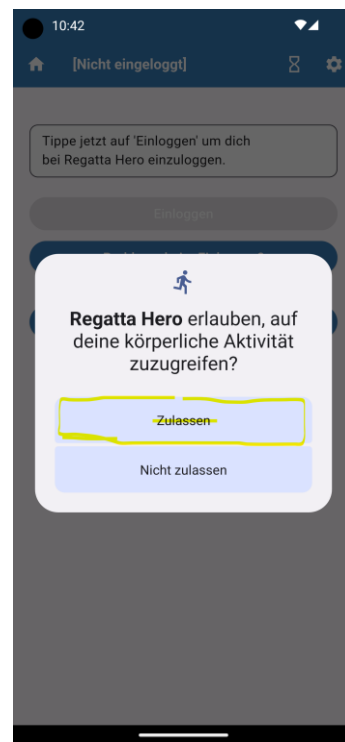 10:42
[Nicht eingeloggt]
Tippe jetzt auf 'Einloggen' um dich
bei Regatta Hero einzuloggen.
Einloggen
Regatta Hero erlauben, auf
deine körperliche Aktivität
zuzugreifen?
Zulassen
Nicht zulassen